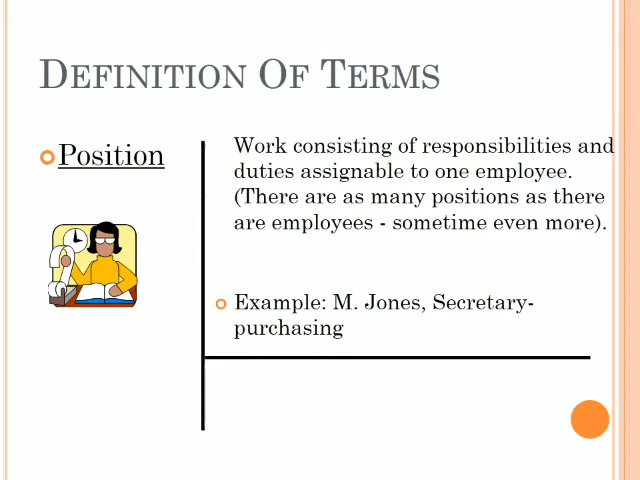 DEFINITION OF TERMS
Position
Work consisting of responsibilities and
duties assignable to one employee.
(There are as many positions as there
are employees - sometime even more).
Example: M. Jones, Secretary-
purchasing